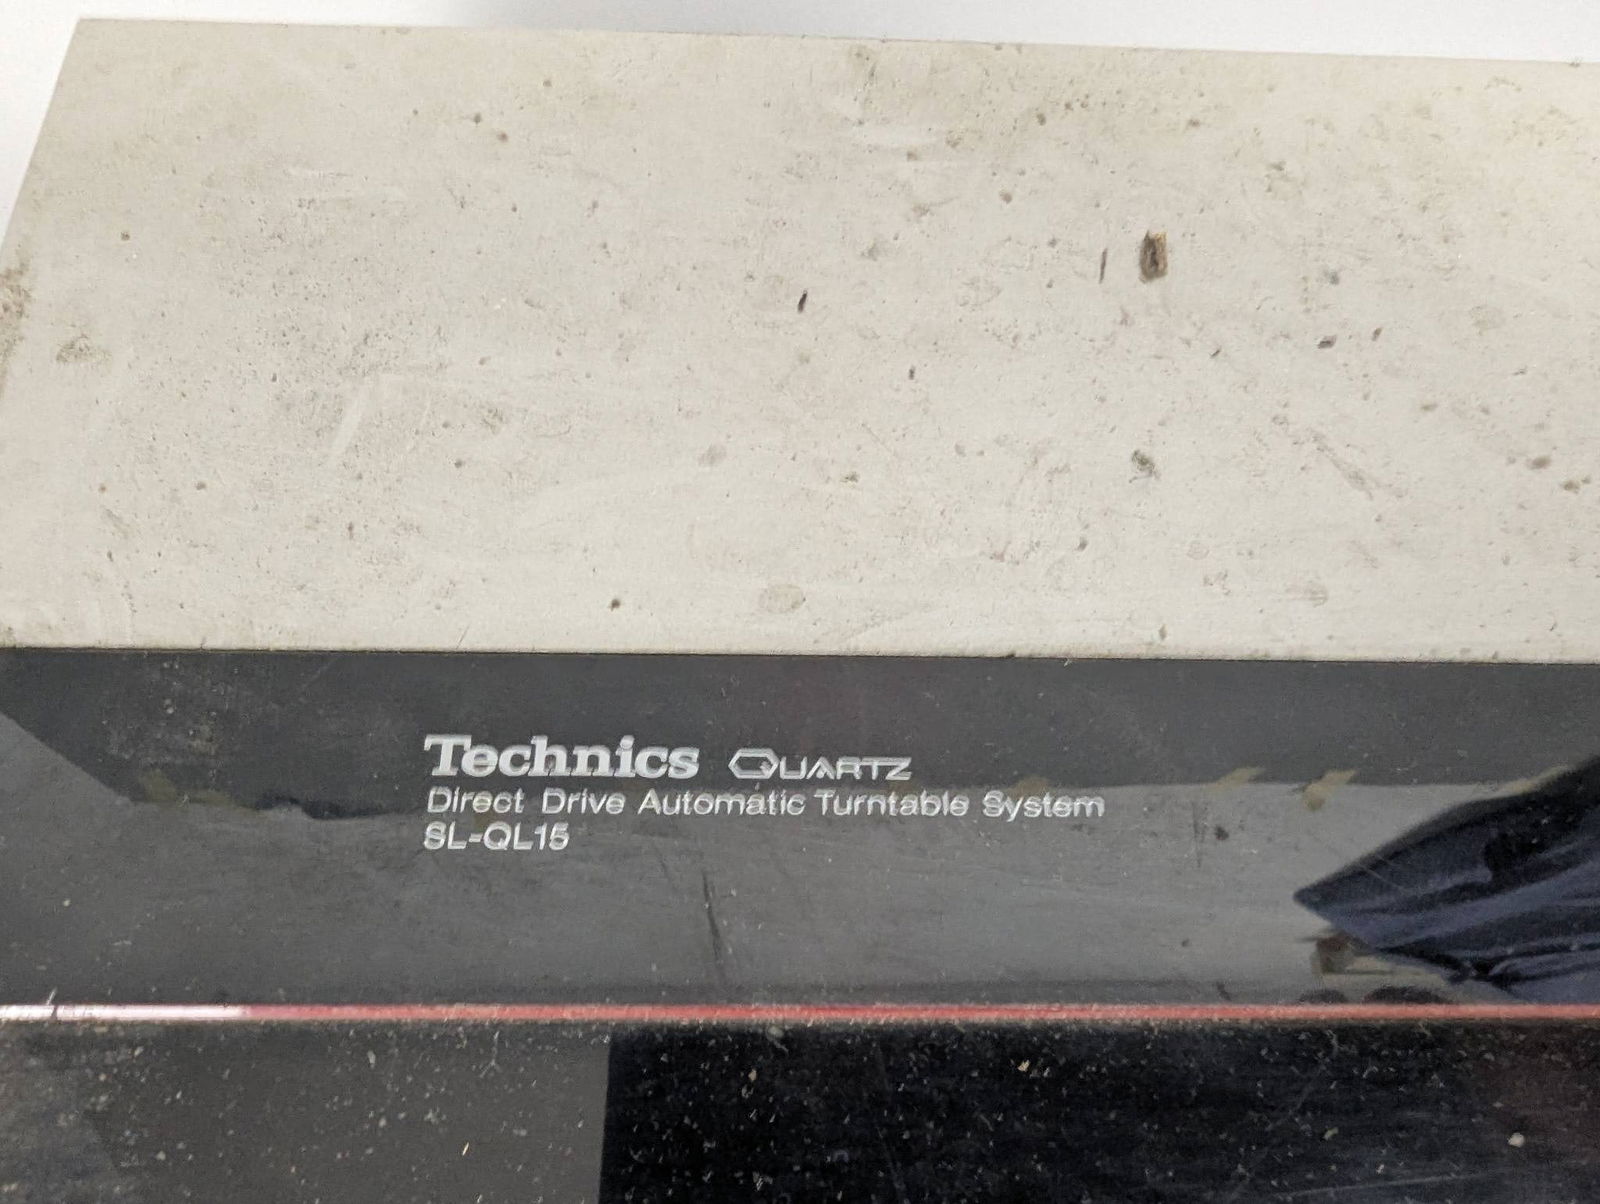 Technics QUARTZ
Direct Drive Automatic Turntable System
SL-QL15